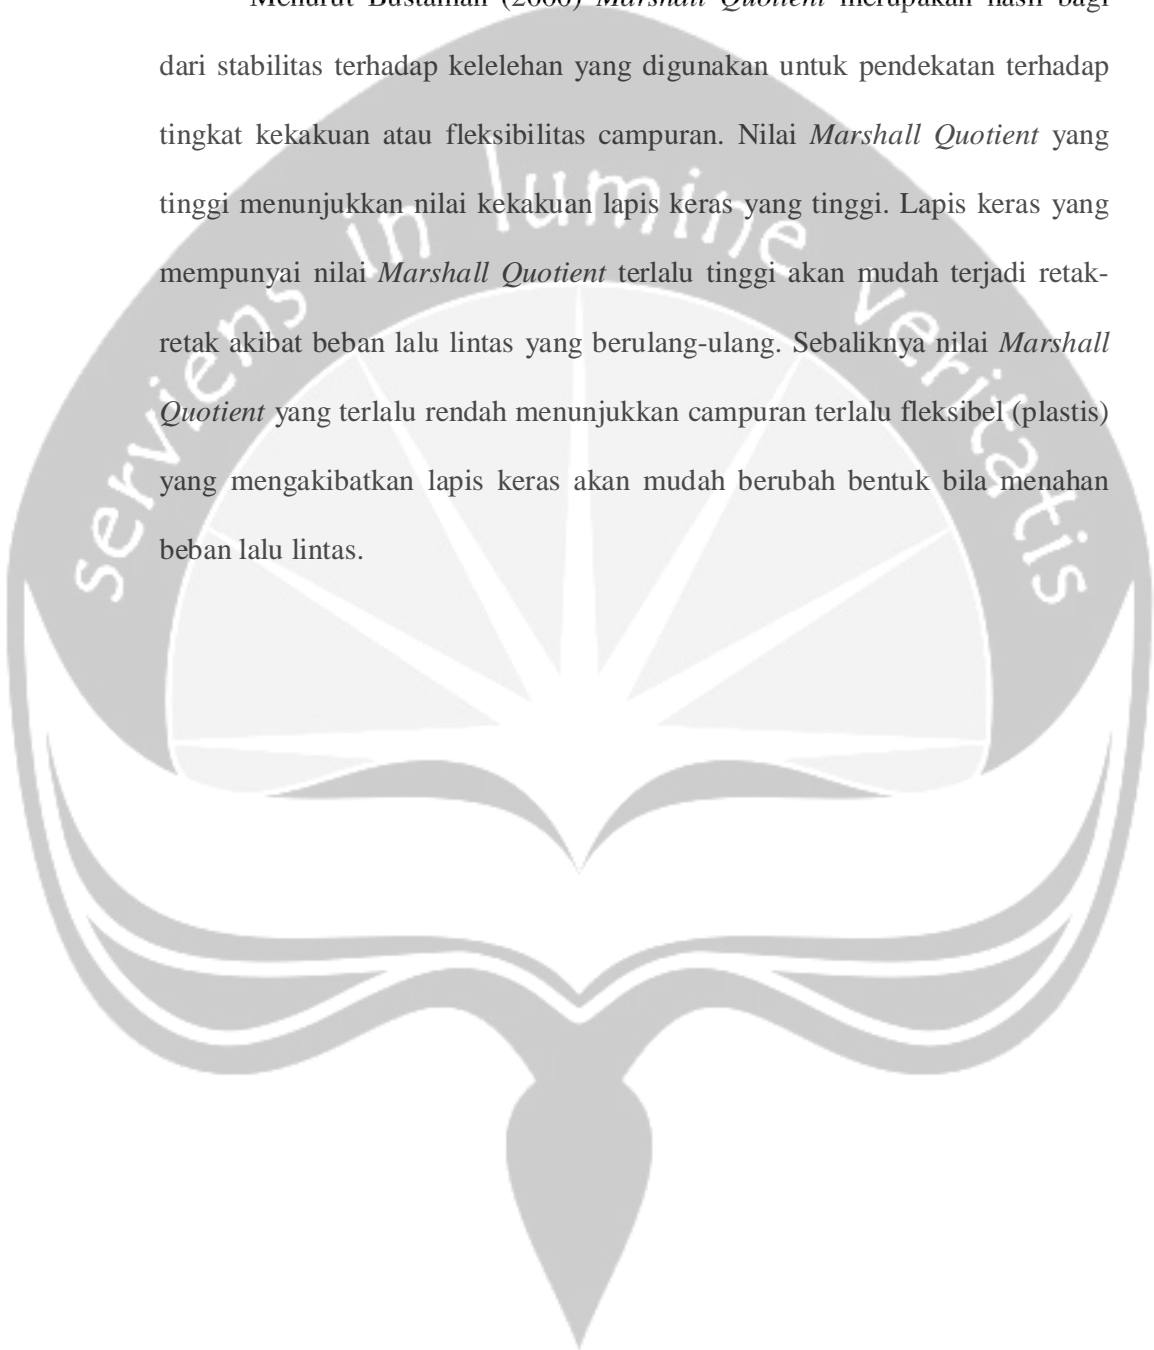 Menurut Bustaman (2000) Marshall Quotient merupakan hasil bagi
dari stabilitas terhadap kelelehan yang digunakan untuk pendekatan terhadap
tingkat kekakuan atau fleksibilitas campuran. Nilai Marshall Quotient yang
tinggi menunjukkan nilai kekakuan lapis keras yang tinggi. Lapis keras yang
mempunyai nilai Marshall Quotient terlalu tinggi akan mudah terjadi retak-
retak akibat beban lalu lintas yang berulang-ulang. Sebaliknya nilai Marshall
Quotient yang terlalu rendah menunjukkan campuran terlalu fleksibel (plastis)
yang mengakibatkan lapis keras akan mudah berubah bentuk bila menahan
beban lalu lintas.
serviens in lumine veritatis